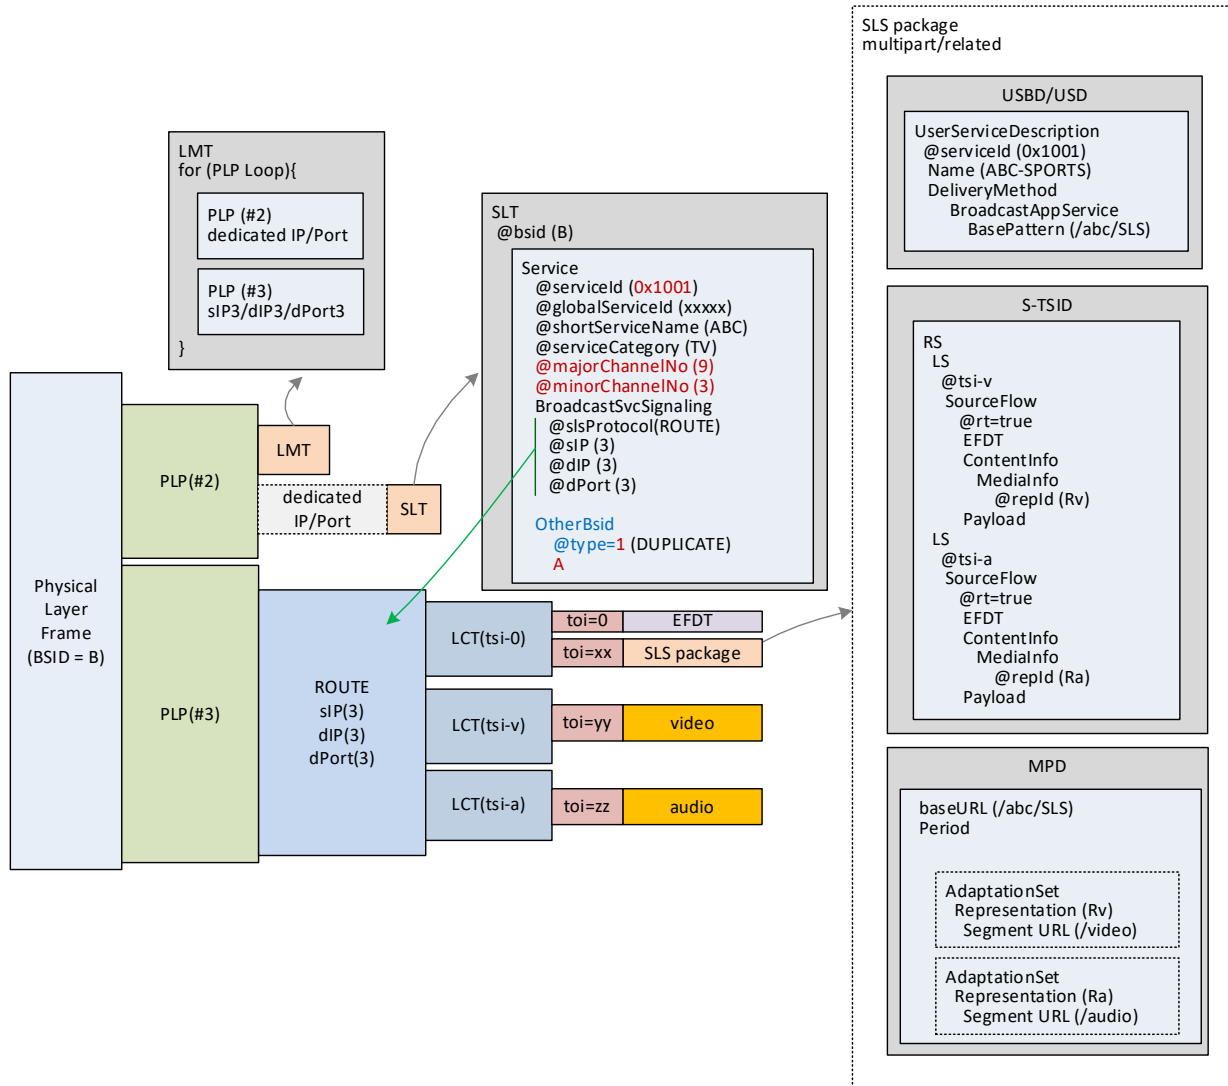 SLS package
multipart/related
USBD/USD
UserServiceDescription
@serviceId (0x1001)
Name (ABC-SPORTS)
DeliveryMethod
BroadcastAppService
BasePattern (/abc/SLS)
S-TSID
RS
LS
@tsi-v
SourceFlow
@rt=true
EFDT
ContentInfo
MediaInfo
@repId (Rv)
Payload
LS
@tsi-a
SourceFlow
@rt=true
EFDT
ContentInfo
MediaInfo
@repId (Ra)
Payload
MPD
baseURL (/abc/SLS)
Period
AdaptationSet
Representation (Rv)
Segment URL (/video)
AdaptationSet
Representation (Ra)
Segment URL (/audio)
LMT
for (PLP Loop){
PLP (#2)
dedicated IP/Port
PLP (#3)
sIP3/dIP3/dPort3
}
SLT
@bsid (B)
Service
@serviceId (0x1001)
@globalServiceId (xxxxx)
@shortServiceName (ABC)
@serviceCategory (TV)
@majorChannelNo (9)
@minorChannelNo (3)
BroadcastSvcSignaling
@slsProtocol(ROUTE)
@sIP (3)
@dIP (3)
@dPort (3)
OtherBsid
@type=1 (DUPLICATE)
A
Physical
Layer
Frame
(BSID = B)
PLP(#2)
LMT
dedicated
IP/Port
SLT
PLP(#3)
ROUTE
sIP(3)
dIP(3)
dPort(3)
LCT(tsi-0)
toi=0
EFDT
toi=xx
SLS package
LCT(tsi-v)
toi=yy
video
LCT(tsi-a)
toi=zz
audio